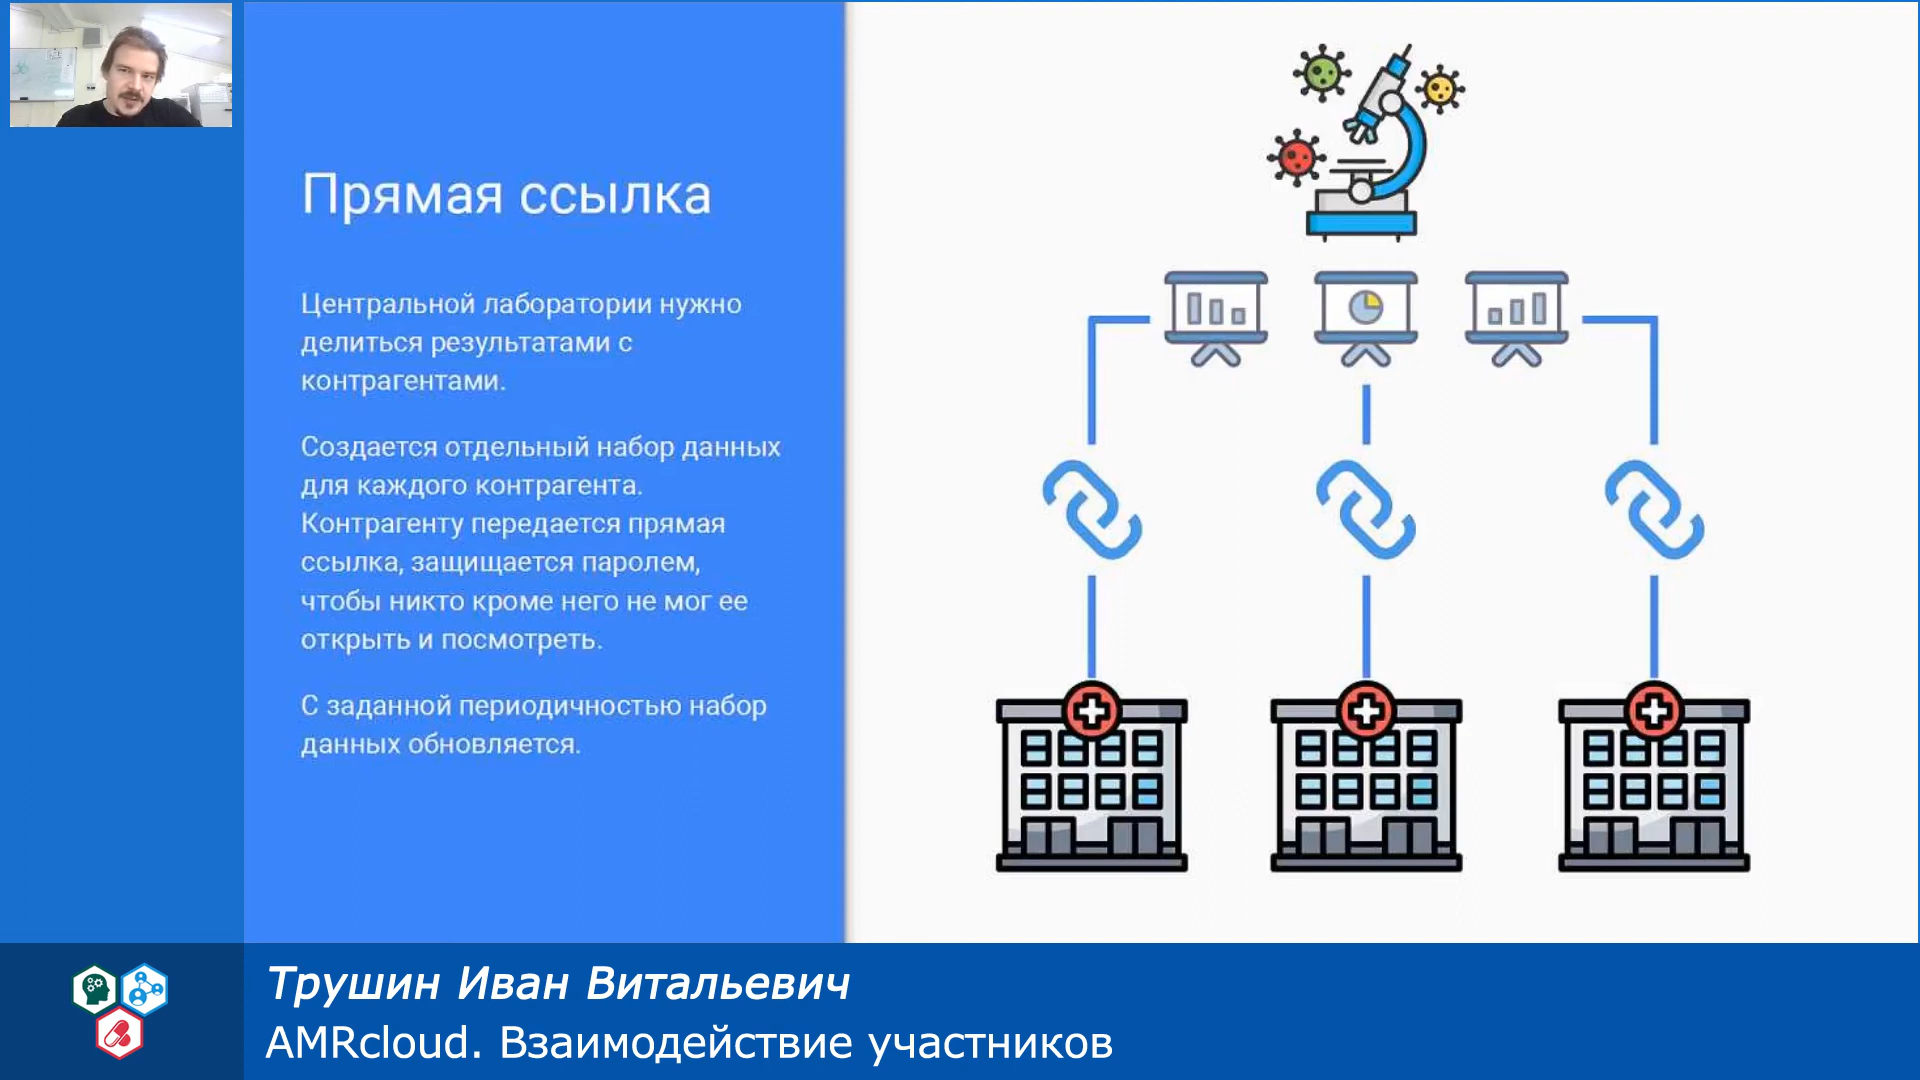 Прямая ссылка
Центральной лаборатории нужно
делиться результатами с
контрагентами.
Создается отдельный набор данных
для каждого контрагента.
Контрагенту передается прямая
ссылка, защищается паролем,
чтобы никто кроме него не мог ее
открыть и посмотреть.
С заданной периодичностью набор
данных обновляется.
Трушин Иван Витальевич
AMRcloud. Взаимодействие участников